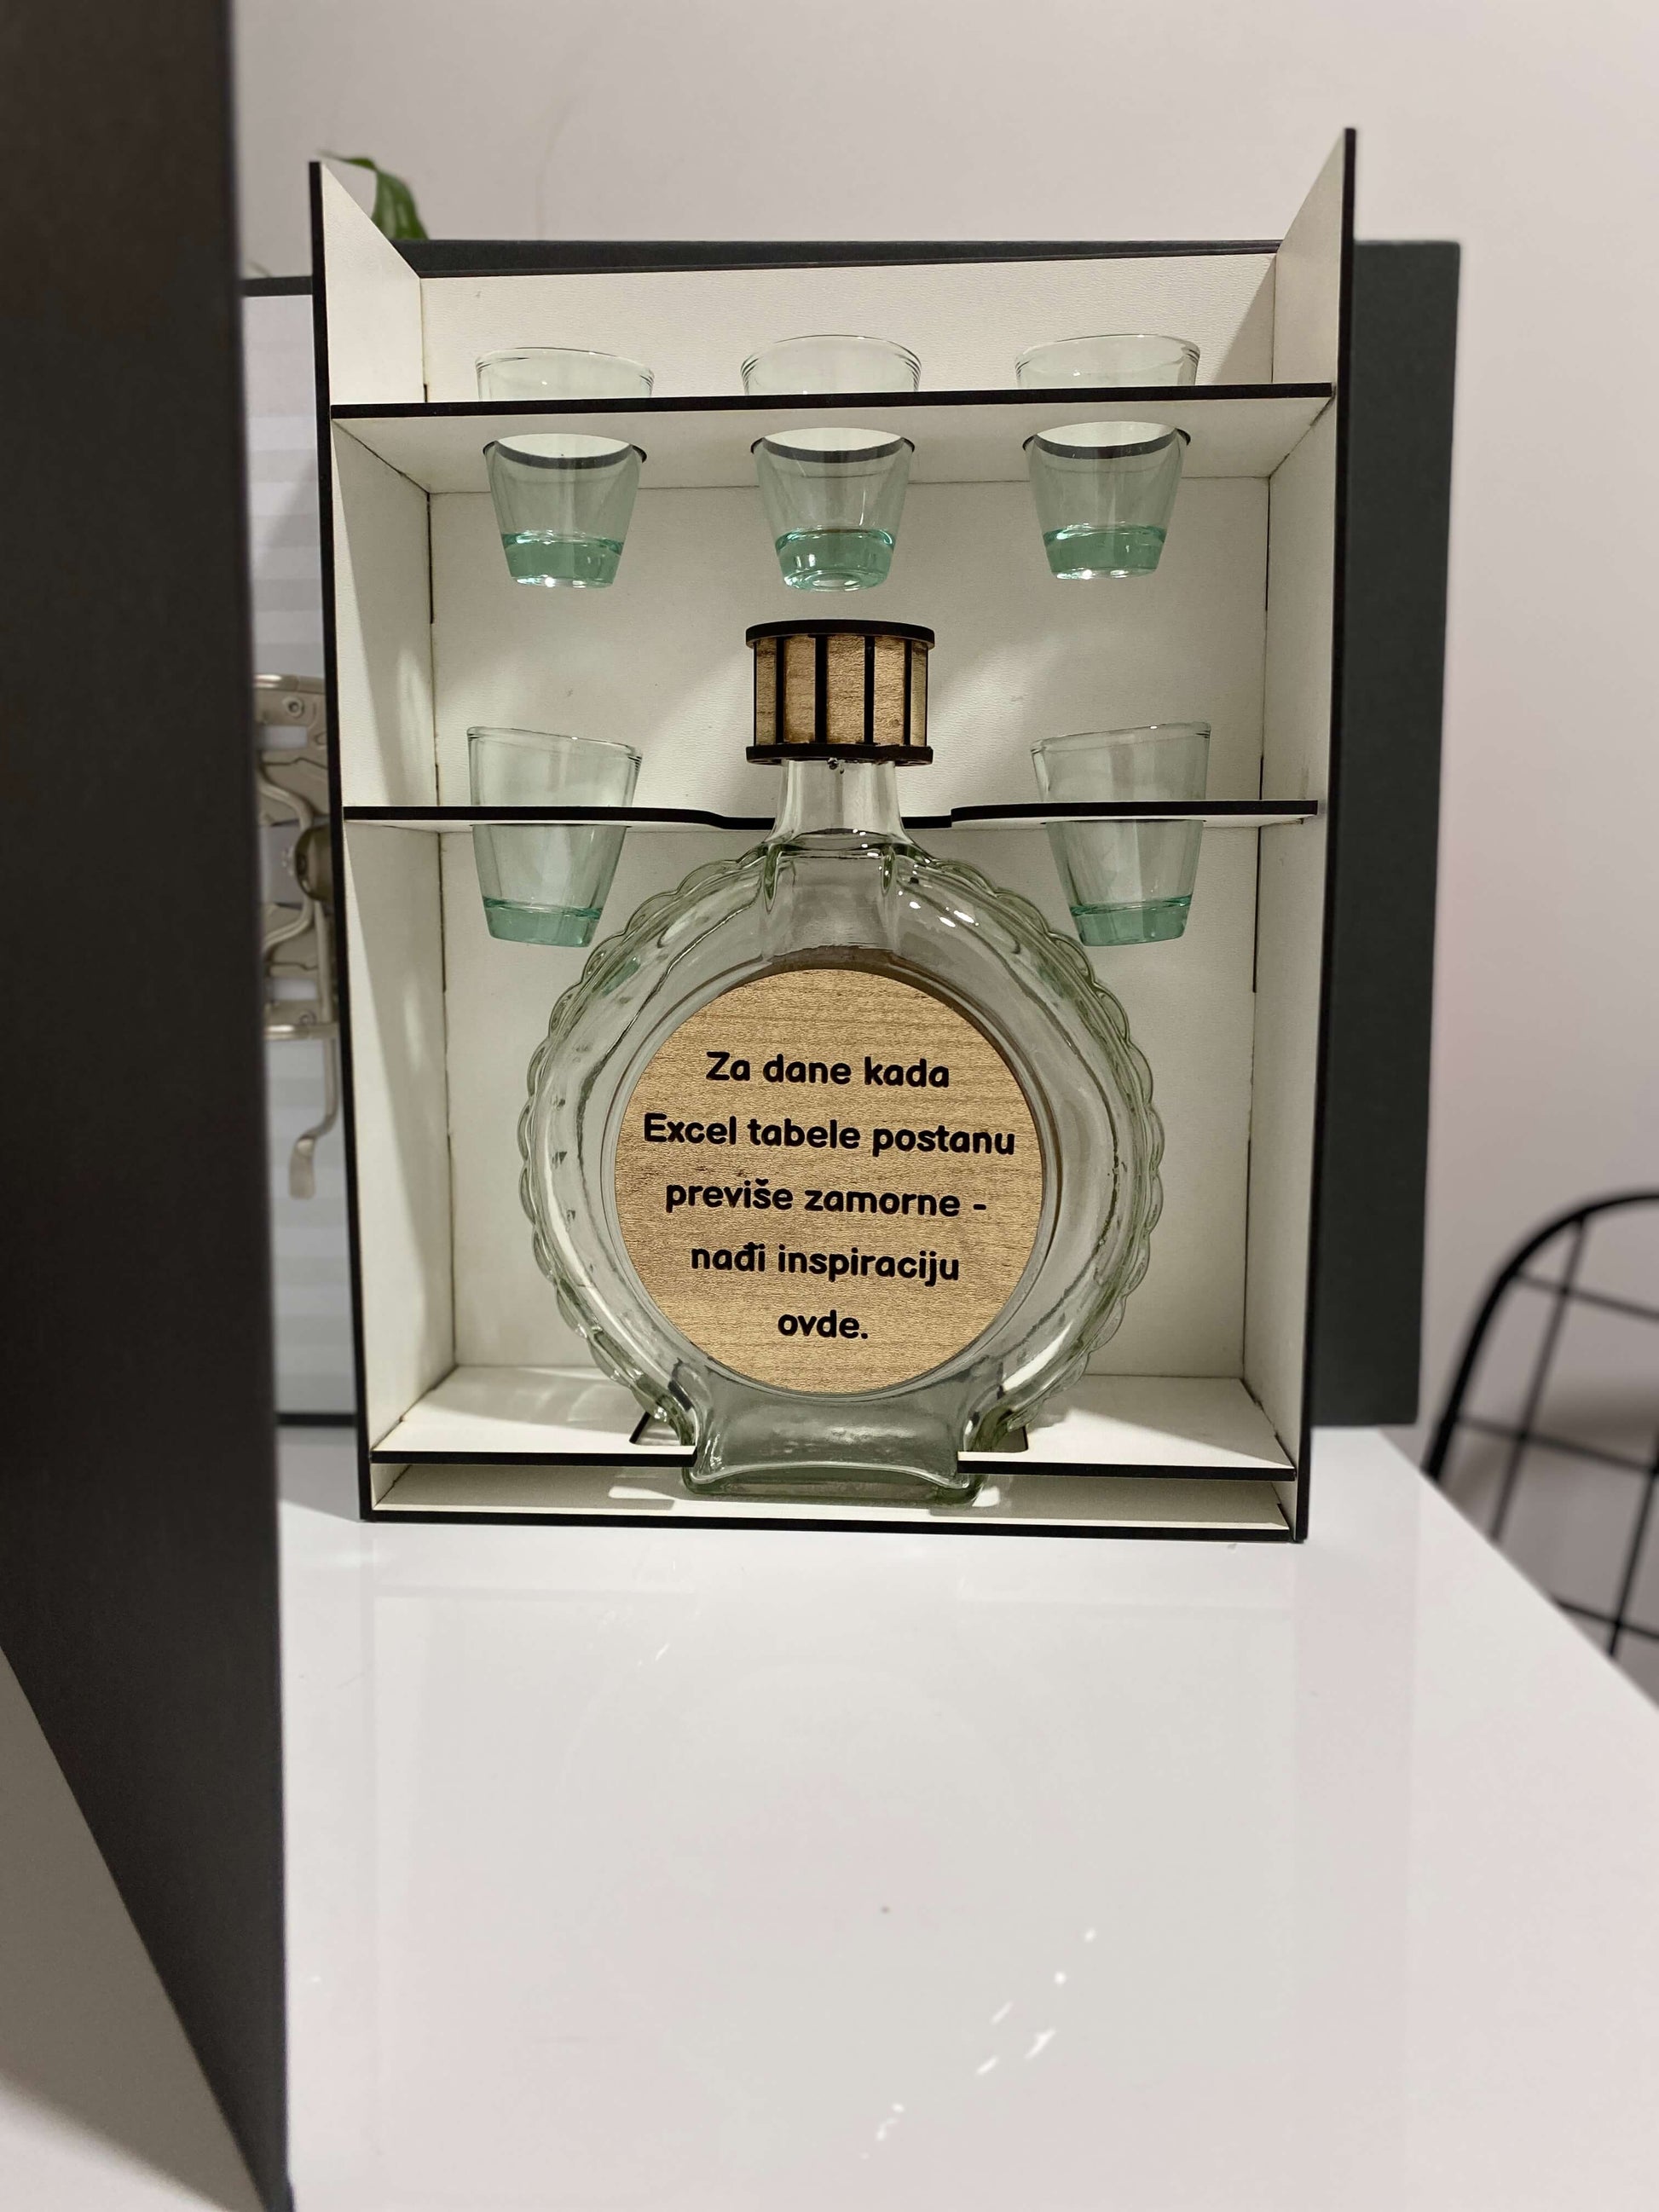 Za dane kada
Excel tabele postanu
previše zamorne -
nađi inspiraciju
ovde.